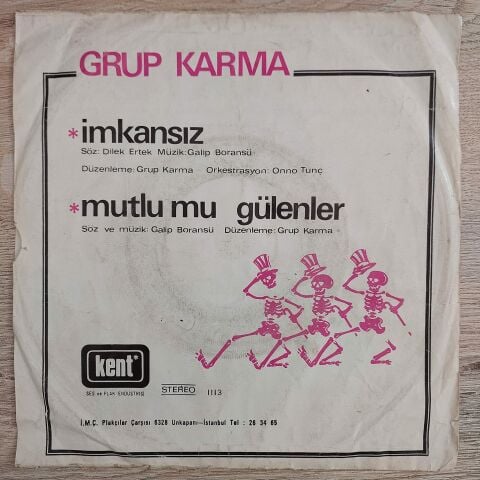 GRUP KARMA
*imkansız
Söz: Dilek Ertek Müzik: Galip Boransü
Düzenleme: Grup Karma Orkestrasyon: Onno Tunç
*mutlu mu gülenler
Söz ve müzik: Galip Boransü Düzenleme: Grup Karma
kent
SES ve PLAK ENDÜSTRİSİ
STEREO 1113
İ.M.Ç. Plakçılar Çarşısı 6328 Unkapanı—İstanbul Tel : 26 34 65